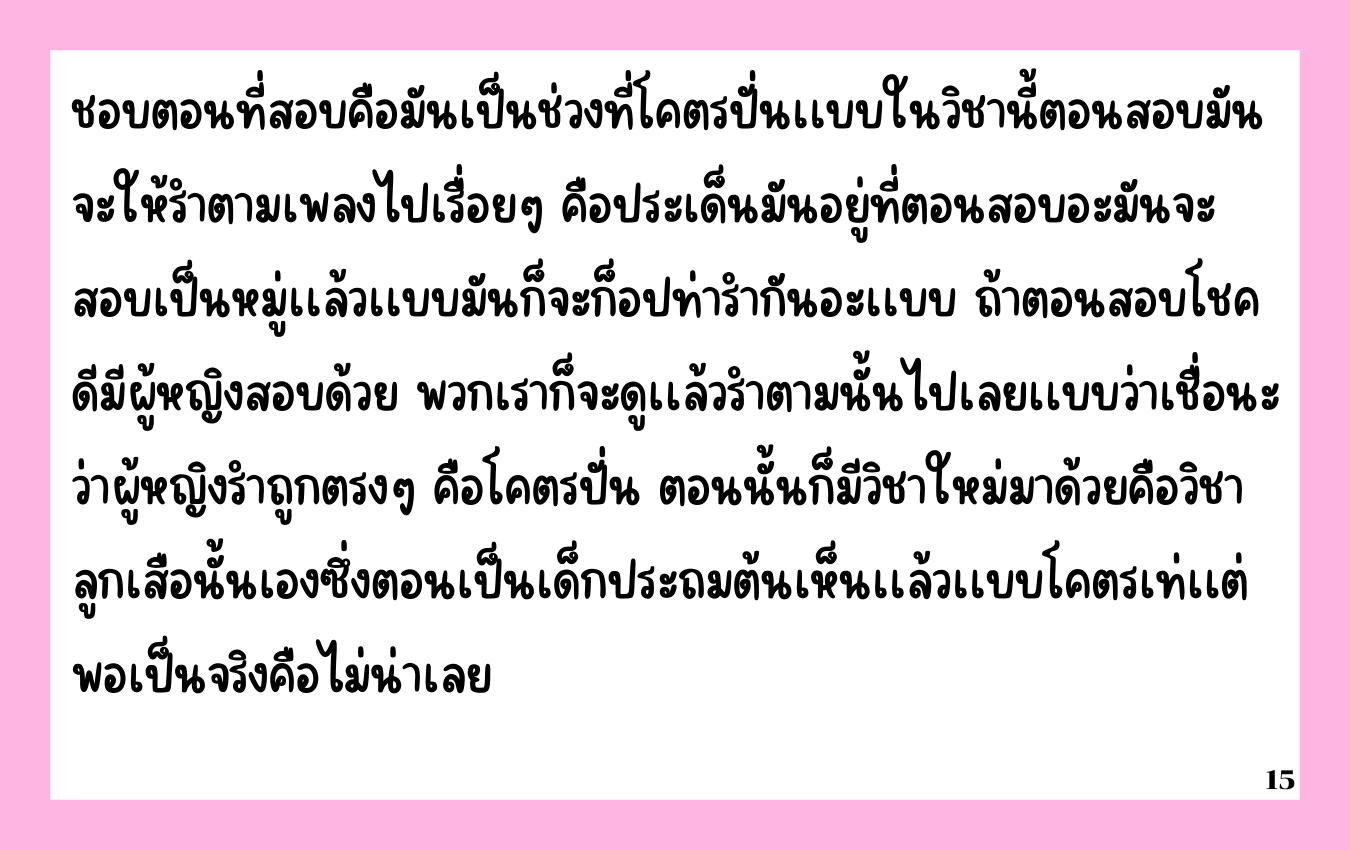 ชอบตอนที่สอบคือมันเป็นช่วงที่โคตรปั่นแบบในวิชานี้ตอนสอบมัน
จะให้รำตามเพลงไปเรื่อยๆ คือประเด็นมันอยู่ที่ตอนสอบอะมันจะ
สอบเป็นหมู่แล้วแบบมันก็จะก็อปท่ารำกันอะแบบ ถ้าตอนสอบโชค
ดีมีผู้หญิงสอบด้วย พวกเราก็จะดูแล้วรำตามนั้นไปเลยแบบว่าเชื่อนะ
ว่าผู้หญิงรำถูกตรงๆ คือโคตรปั่น ตอนนั้นก็มีวิชาใหม่มาด้วยคือวิชา
ลูกเสือนั้นเองซึ่งตอนเป็นเด็กประถมต้นเห็นแล้วแบบโคตรเท่แต่
พอเป็นจริงคือไม่น่าเลย
15